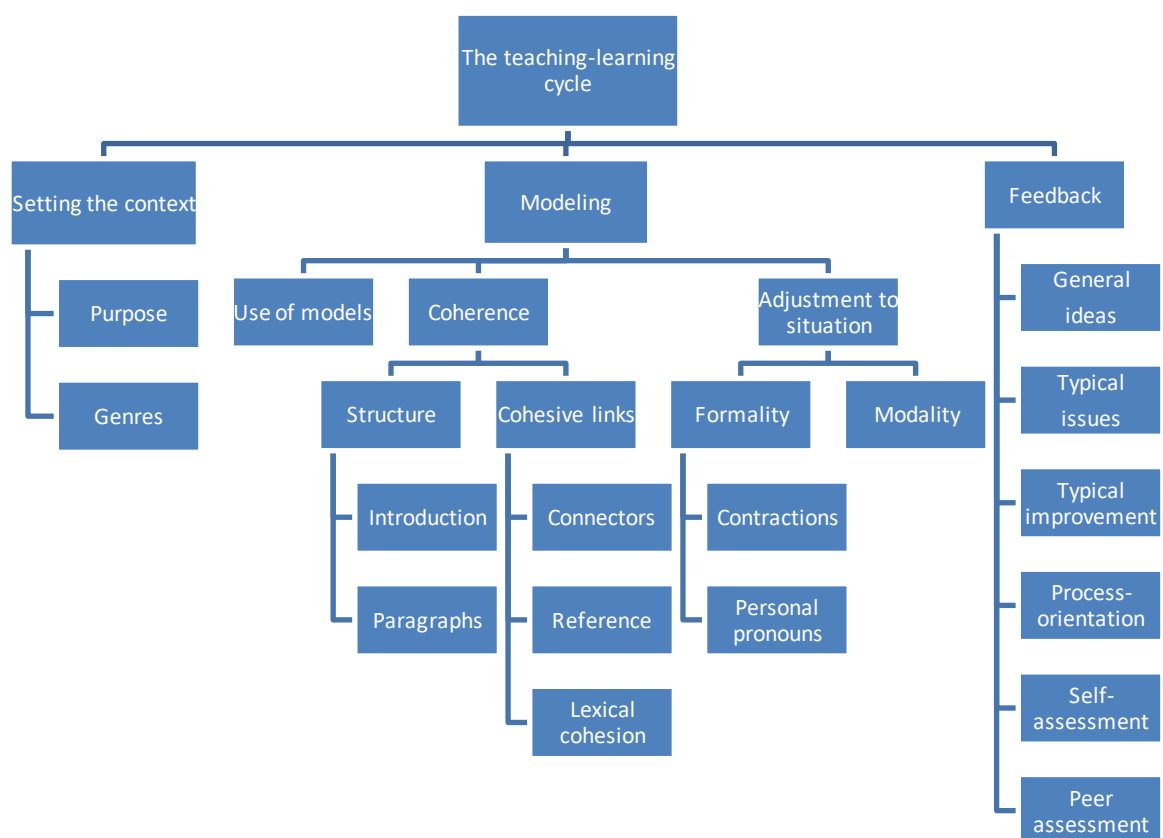 The teaching-learning
cycle
Setting the context
Modeling
Feedback
Purpose
Genres
Use of models
Coherence
Adjustment to
situation
Structure
Cohesive links
Formality
Modality
Introduction
Paragraphs
Connectors
Reference
Lexical
cohesion
Contractions
Personal
pronouns
General
ideas
Typical
issues
Typical
improvement
Process-
orientation
Self-
assessment
Peer
assessment